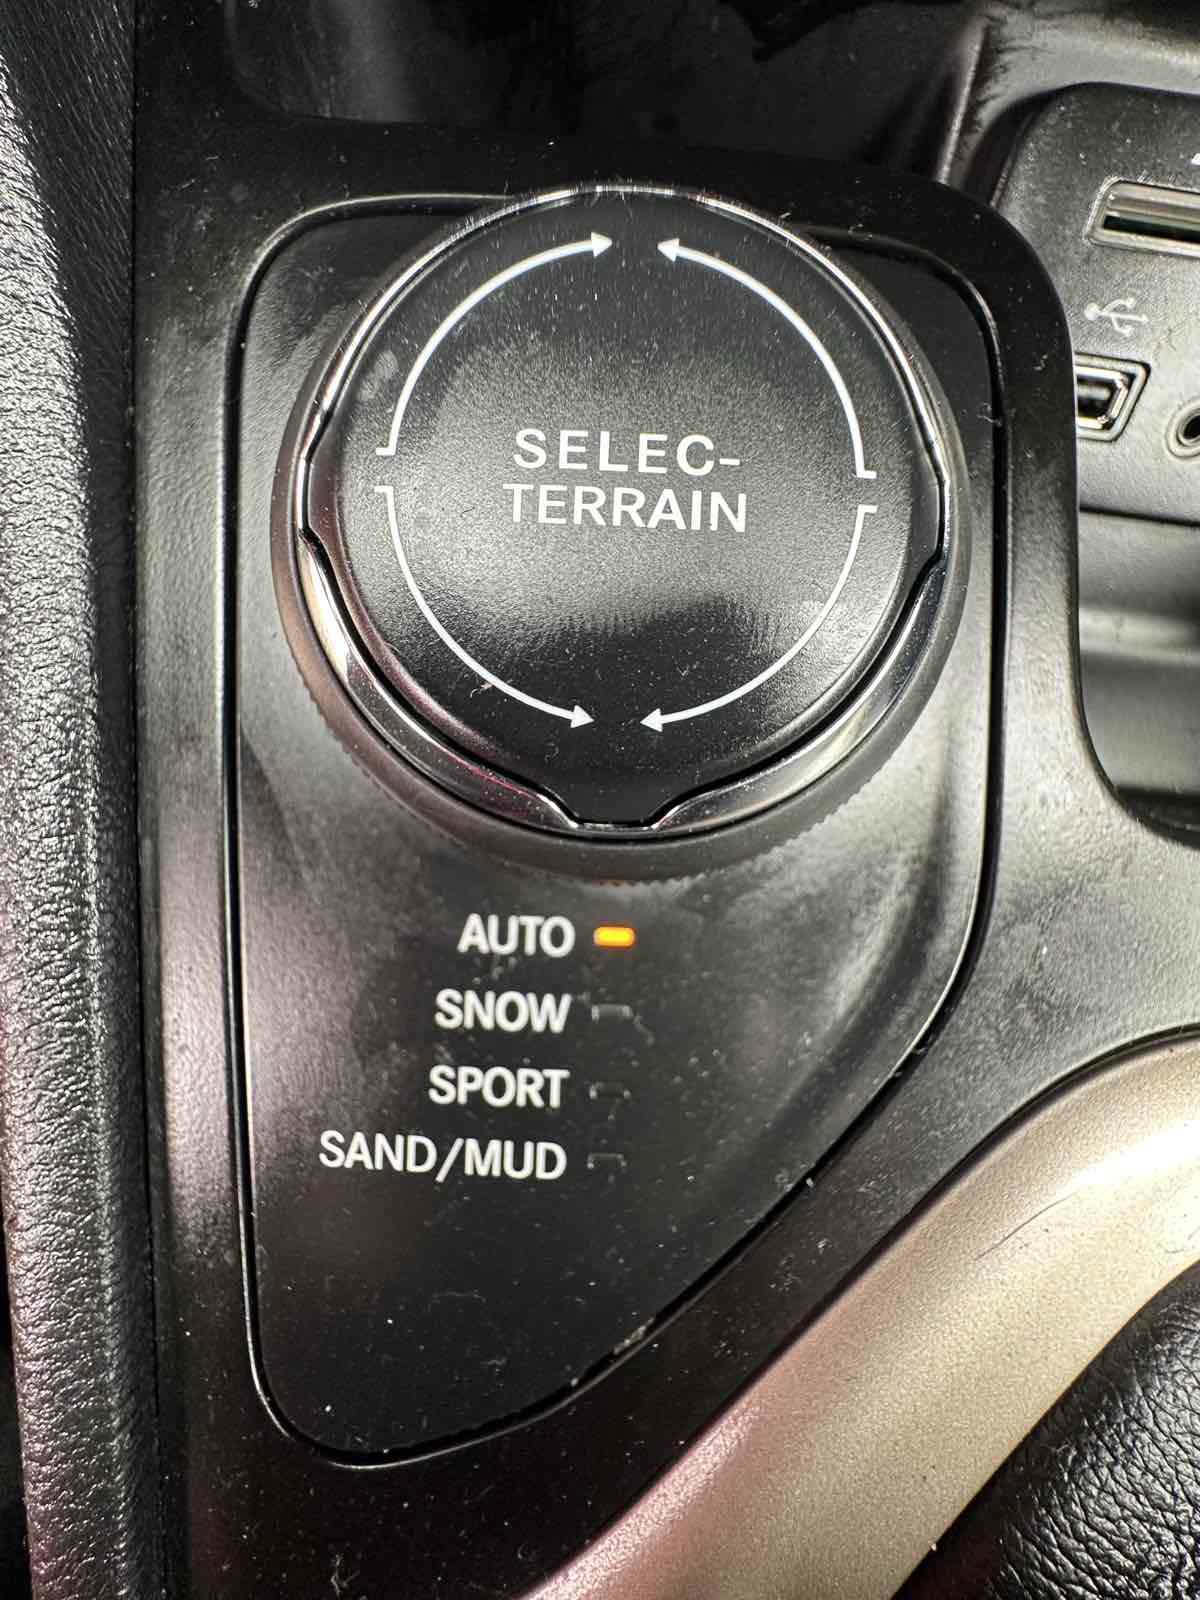 SELEC-
TERRAIN
AUTO
SNOW
SPORT
SAND/MUD